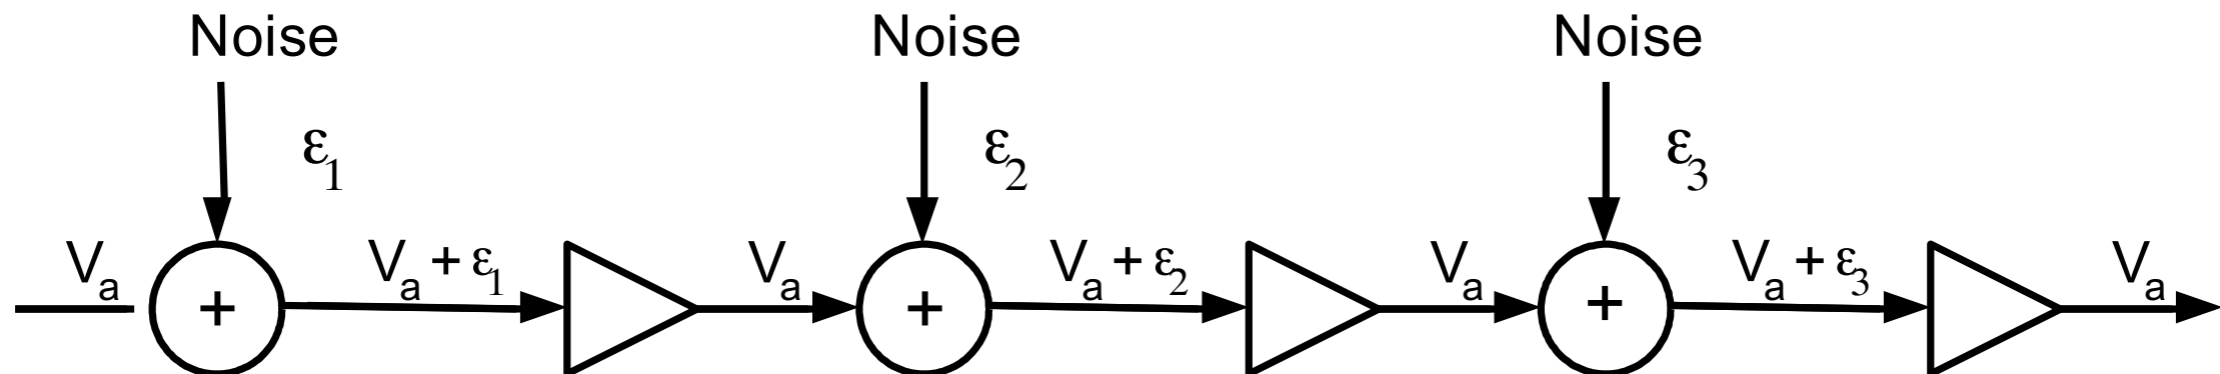 Noise Noise Noise
ε₁ ε₂ ε₃
Vₐ Vₐ + ε₁ Vₐ Vₐ + ε₂ Vₐ Vₐ + ε₃ Vₐ
+ + +